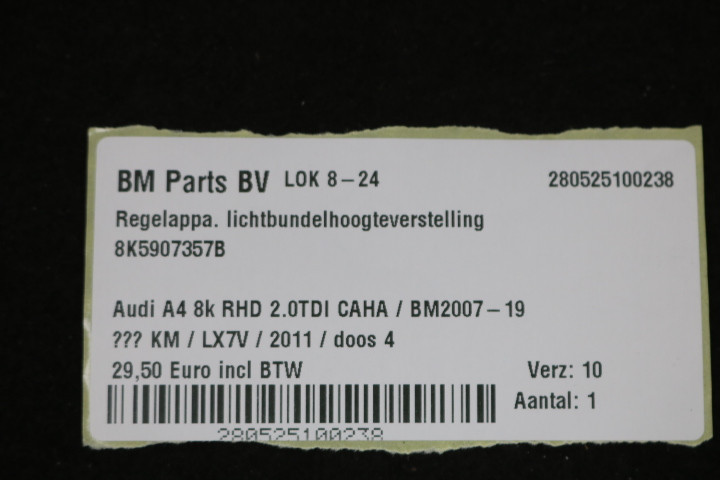 BM Parts BV LOK 8-24 280525100238
Regelappa. lichtbundelhoogteverstelling
8K5907357B
Audi A4 8k RHD 2.0TDI CAHA / BM2007-19
??? KM / LX7V / 2011 / doos 4
29,50 Euro incl BTW Verz: 10
Aantal: 1
280525100238